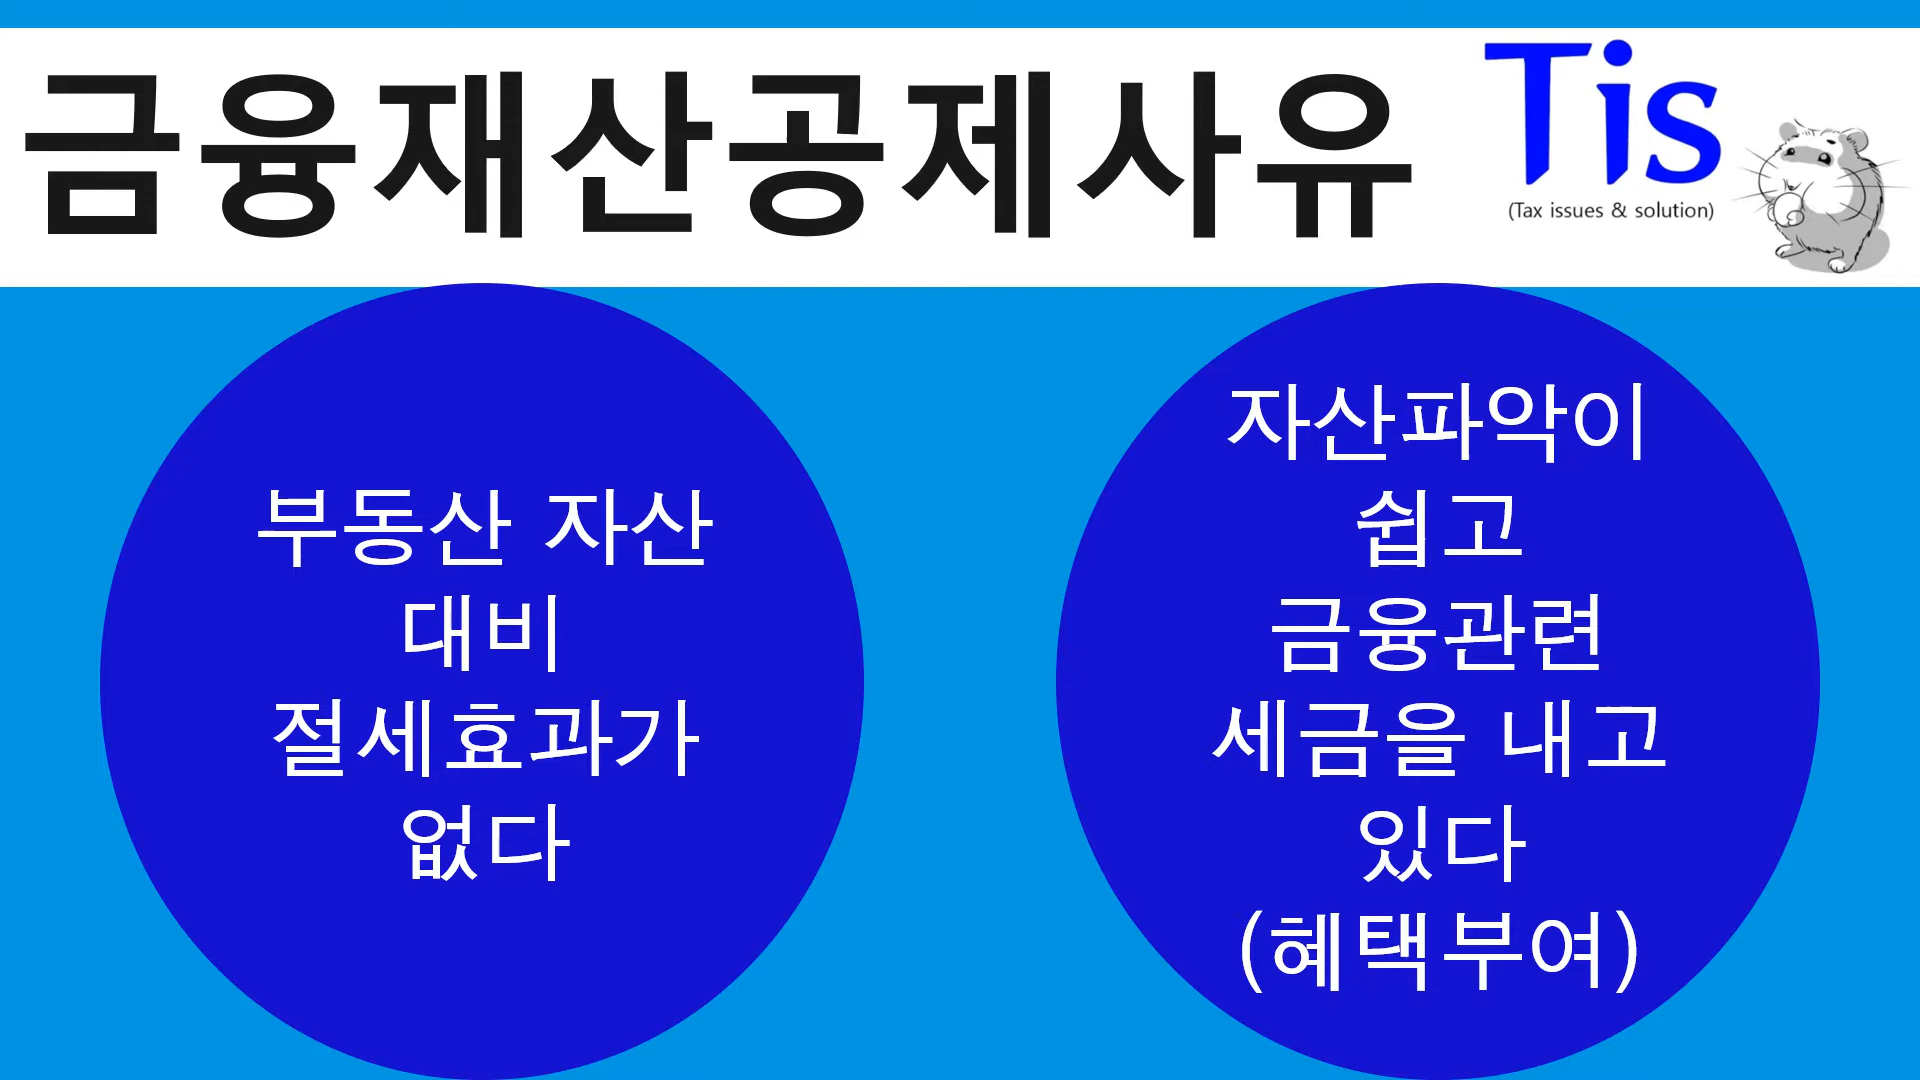 금융재산공제사유
Tis
(Tax issues & solution)
부동산 자산
대비
절세효과가
없다
자산파악이
쉽고
금융관련
세금을 내고
있다
(혜택부여)